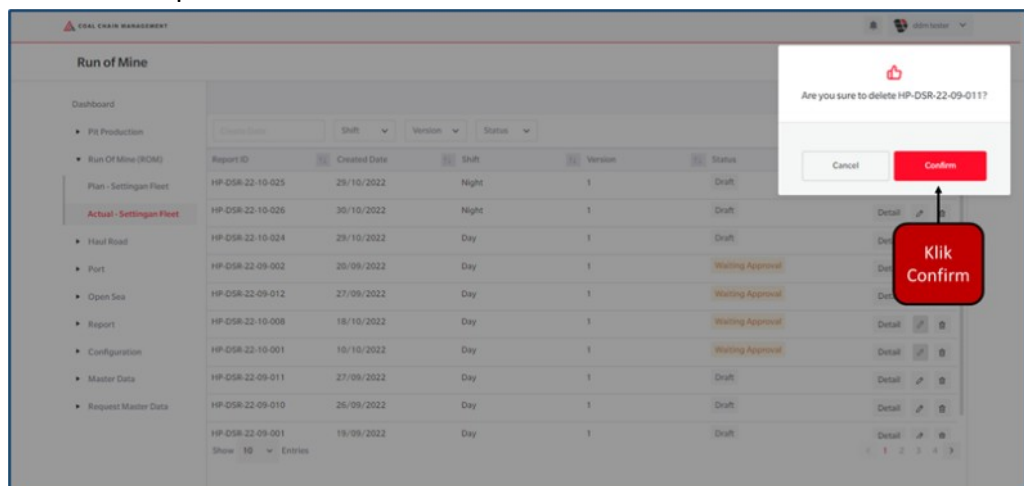 COAL CHAIN MANAGEMENT
ddm tester
Run of Mine
Are you sure to delete HP-DSR-22-09-011?
Cancel Confirm
Klik
Confirm
Dashboard
Pit Production
Run Of Mine (ROM)
Plan - Settingan Fleet
Actual - Settingan Fleet
Haul Road
Port
Open Sea
Report
Configuration
Master Data
Request Master Data
Created Date Shift Version Status
Report ID Created Date Shift Version Status
HP-DSR-22-10-025 29/10/2022 Night 1 Draft
HP-DSR-22-10-026 30/10/2022 Night 1 Draft Detail
HP-DSR-22-10-024 29/10/2022 Day 1 Draft
HP-DSR-22-09-002 20/09/2022 Day 1 Waiting Approval
HP-DSR-22-09-012 27/09/2022 Day 1 Waiting Approval
HP-DSR-22-10-008 18/10/2022 Day 1 Waiting Approval Detail
HP-DSR-22-10-001 10/10/2022 Day 1 Waiting Approval Detail
HP-DSR-22-09-011 27/09/2022 Day 1 Draft Detail
HP-DSR-22-09-010 26/09/2022 Day 1 Draft Detail
HP-DSR-22-09-001 19/09/2022 Day 1 Draft Detail
Show 10 Entries
1 2 3 4